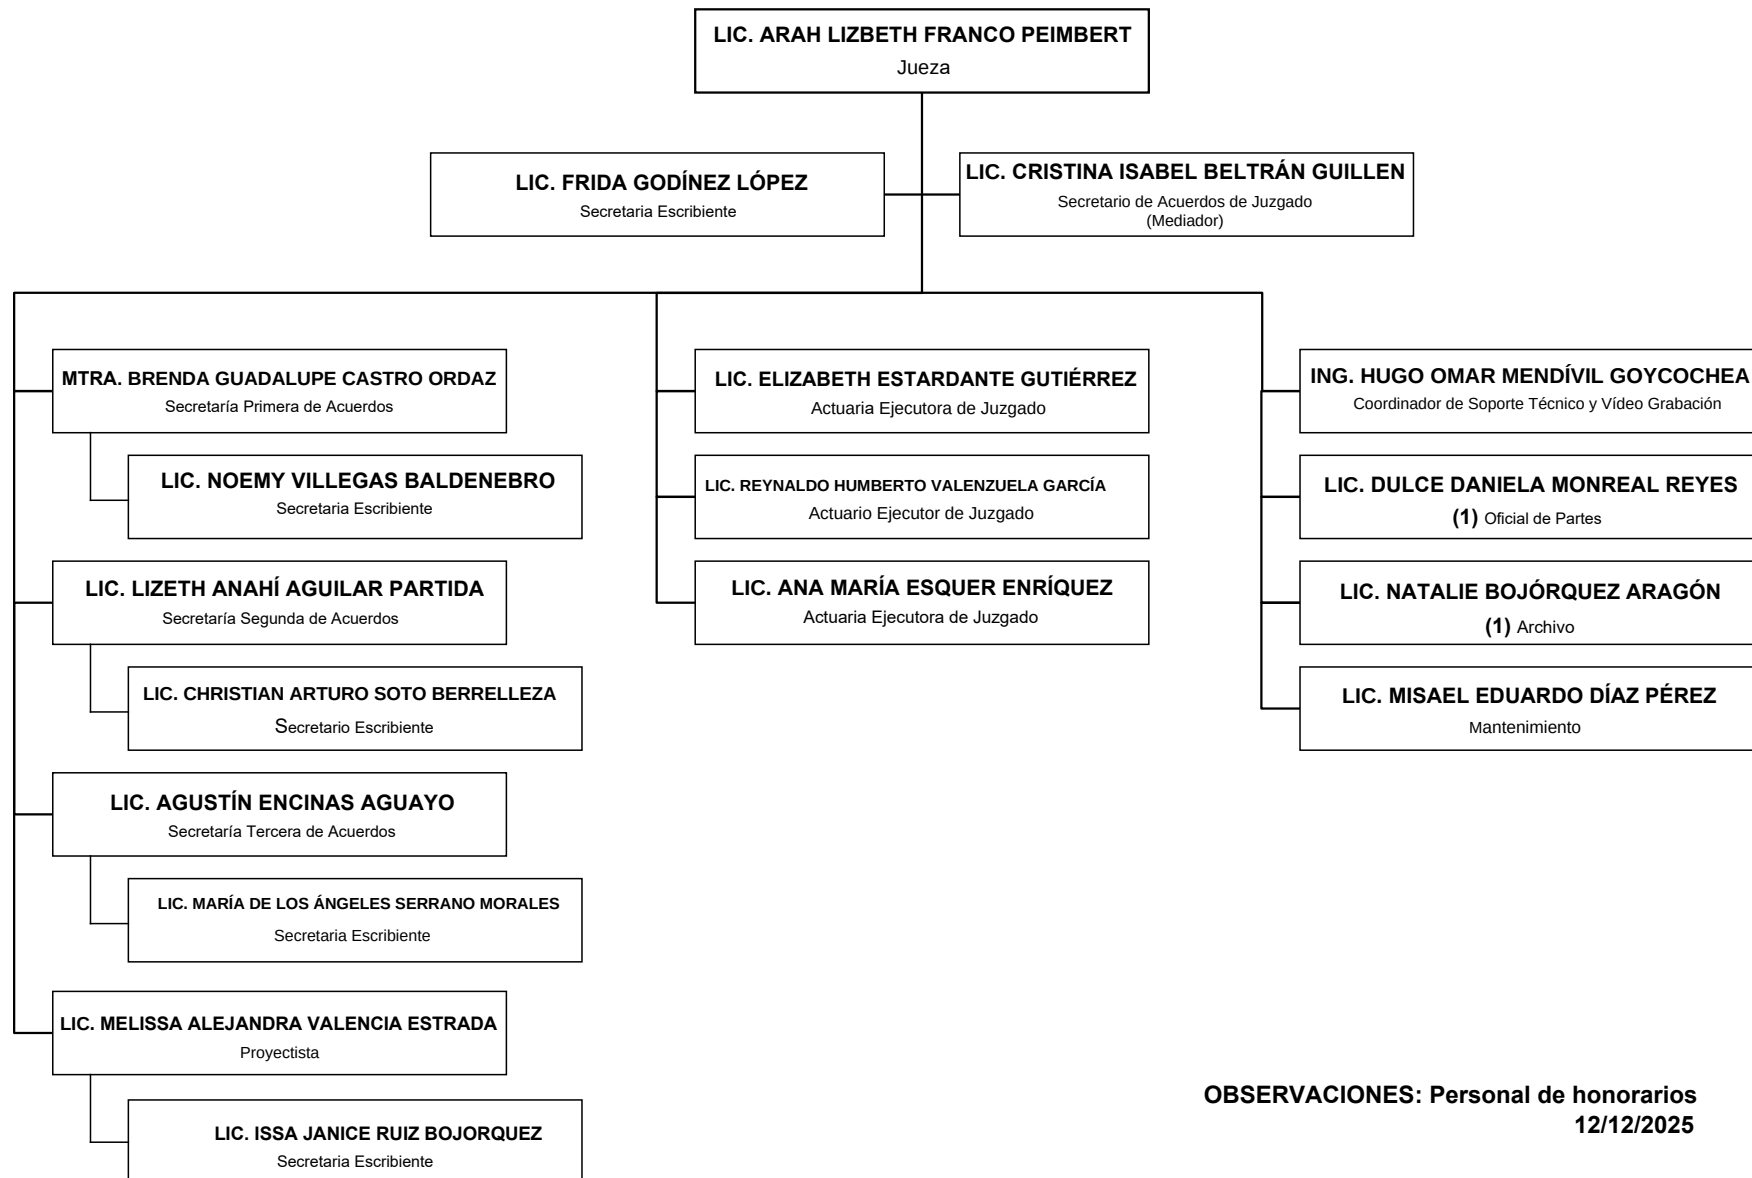 LIC. ARAH LIZBETH FRANCO PEIMBERT
Jueza
LIC. FRIDA GODÍNEZ LÓPEZ
Secretaria Escribiente
LIC. CRISTINA ISABEL BELTRÁN GUILLEN
Secretario de Acuerdos de Juzgado
(Mediador)
MTRA. BRENDA GUADALUPE CASTRO ORDAZ
Secretaría Primera de Acuerdos
LIC. NOEMY VILLEGAS BALDENEBRO
Secretaria Escribiente
LIC. LIZETH ANAHÍ AGUILAR PARTIDA
Secretaría Segunda de Acuerdos
LIC. CHRISTIAN ARTURO SOTO BERRELLEZA
Secretario Escribiente
LIC. AGUSTÍN ENCINAS AGUAYO
Secretaría Tercera de Acuerdos
LIC. MARÍA DE LOS ÁNGELES SERRANO MORALES
Secretaria Escribiente
LIC. MELISSA ALEJANDRA VALENCIA ESTRADA
Proyectista
LIC. ISSA JANICE RUIZ BOJORQUEZ
Secretaria Escribiente
LIC. ELIZABETH ESTARDANTE GUTIÉRREZ
Actuaria Ejecutora de Juzgado
LIC. REYNALDO HUMBERTO VALENZUELA GARCÍA
Actuario Ejecutor de Juzgado
LIC. ANA MARÍA ESQUER ENRÍQUEZ
Actuaria Ejecutora de Juzgado
ING. HUGO OMAR MENDÍVIL GOYCOCHEA
Coordinador de Soporte Técnico y Vídeo Grabación
LIC. DULCE DANIELA MONREAL REYES
(1) Oficial de Partes
LIC. NATALIE BOJÓRQUEZ ARAGÓN
(1) Archivo
LIC. MISAEL EDUARDO DÍAZ PÉREZ
Mantenimiento
OBSERVACIONES: Personal de honorarios
12/12/2025